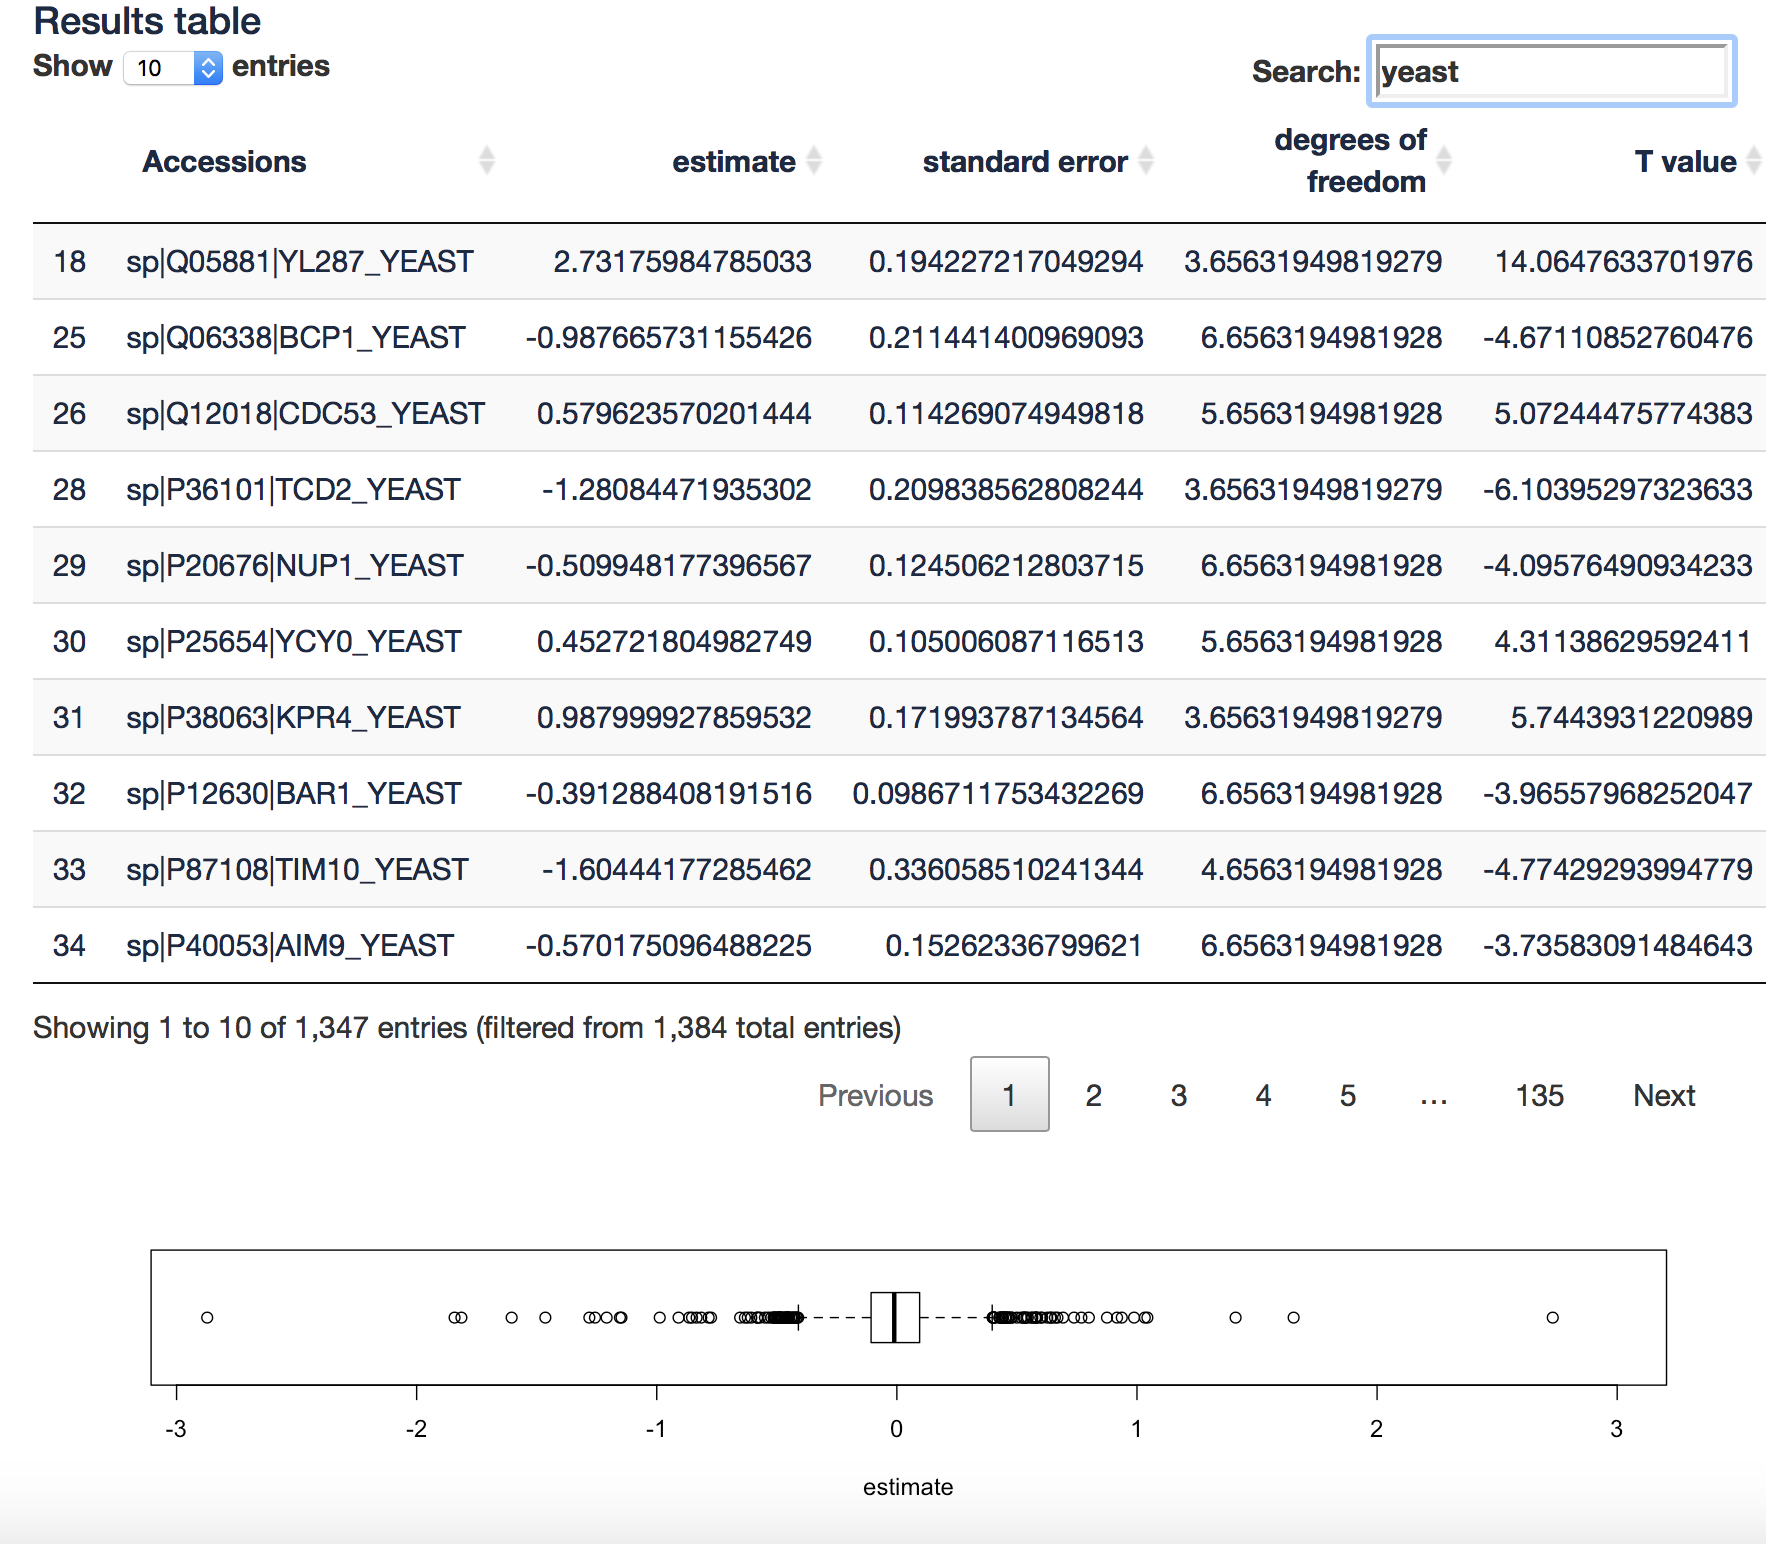 Results table
Show 10 entries
Search: yeast
Accessions estimate standard error degrees of freedom T value
18 sp|Q05881|YL287_YEAST 2.73175984785033 0.194227217049294 3.65631949819279 14.0647633701976
25 sp|Q06338|BCP1_YEAST -0.987665731155426 0.211441400969093 6.6563194981928 -4.67110852760476
26 sp|Q12018|CDC53_YEAST 0.579623570201444 0.114269074949818 5.6563194981928 5.07244475774383
28 sp|P36101|TCD2_YEAST -1.28084471935302 0.209838562808244 3.65631949819279 -6.10395297323633
29 sp|P20676|NUP1_YEAST -0.509948177396567 0.124506212803715 6.6563194981928 -4.09576490934233
30 sp|P25654|YCY0_YEAST 0.452721804982749 0.105006087116513 5.6563194981928 4.31138629592411
31 sp|P38063|KPR4_YEAST 0.987999927859532 0.171993787134564 3.65631949819279 5.7443931220989
32 sp|P12630|BAR1_YEAST -0.391288408191516 0.0986711753432269 6.6563194981928 -3.96557968252047
33 sp|P87108|TIM10_YEAST -1.60444177285462 0.336058510241344 4.6563194981928 -4.77429293994779
34 sp|P40053|AIM9_YEAST -0.570175096488225 0.15262336799621 6.6563194981928 -3.73583091484643
Showing 1 to 10 of 1,347 entries (filtered from 1,384 total entries)
Previous 1 2 3 4 5 ... 135 Next
-3 -2 -1 0 1 2 3
estimate